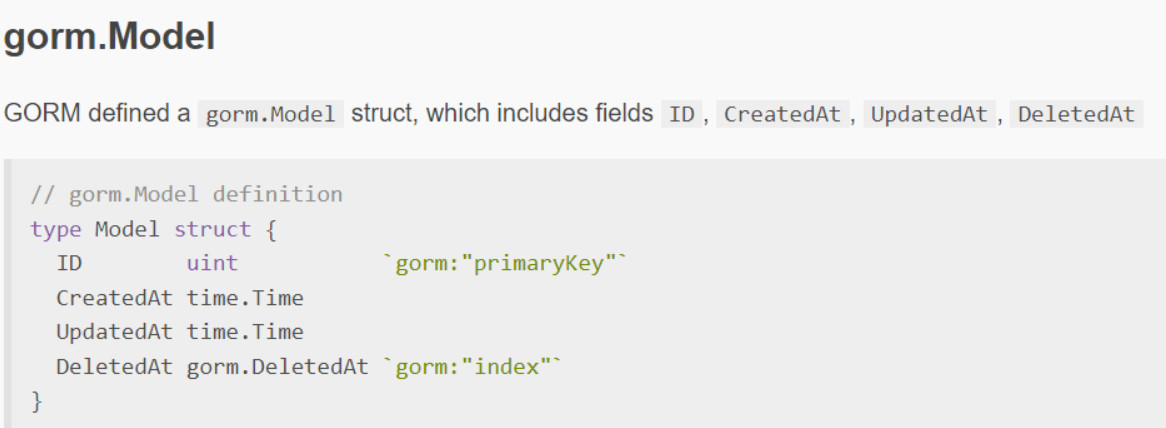 gorm.Model
GORM defined a gorm.Model struct, which includes fields ID, CreatedAt, UpdatedAt, DeletedAt
// gorm.Model definition
type Model struct {
  ID        uint           `gorm:"primaryKey"`
  CreatedAt time.Time
  UpdatedAt time.Time
  DeletedAt gorm.DeletedAt `gorm:"index"`
}